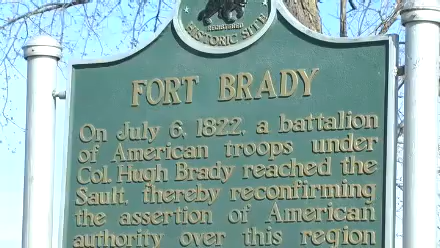 REGISTERED
HISTORIC SITE
FORT BRADY
On July 6, 1822, a battalion
of American troops under
Col. Hugh Brady reached the
Sault, thereby reconfirming
the assertion of American
authority over this region